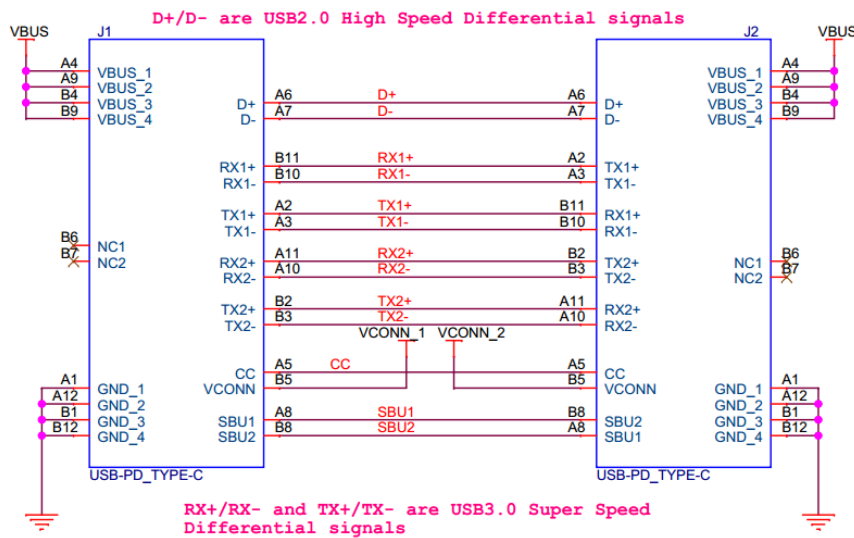 D+/D- are USB2.0 High Speed Differential signals
VBUS J1 J2 VBUS
A4 VBUS_1 VBUS_1 A4
A9 VBUS_2 VBUS_2 A9
B4 VBUS_3 VBUS_3 B4
B9 VBUS_4 VBUS_4 B9
D+ A6 D+ A6 D+
D- A7 D- A7 D-
RX1+ B11 RX1+ A2 TX1+
RX1- B10 RX1- A3 TX1-
TX1+ A2 TX1+ B11 RX1+
TX1- A3 TX1- B10 RX1-
B6 NC1
B7 NC2
RX2+ A11 RX2+ B2 TX2+
RX2- A10 RX2- B3 TX2-
NC1 B6
NC2 B7
TX2+ B2 TX2+ A11 RX2+
TX2- B3 TX2- A10 RX2-
VCONN_1 VCONN_2
CC A5 CC A5 CC
VCONN B5 B5 VCONN
A1 GND_1 GND_1 A1
A12 GND_2 GND_2 A12
B1 GND_3 GND_3 B1
B12 GND_4 GND_4 B12
SBU1 A8 SBU1 B8 SBU2
SBU2 B8 SBU2 A8 SBU1
USB-PD_TYPE-C USB-PD_TYPE-C
RX+/RX- and TX+/TX- are USB3.0 Super Speed
Differential signals